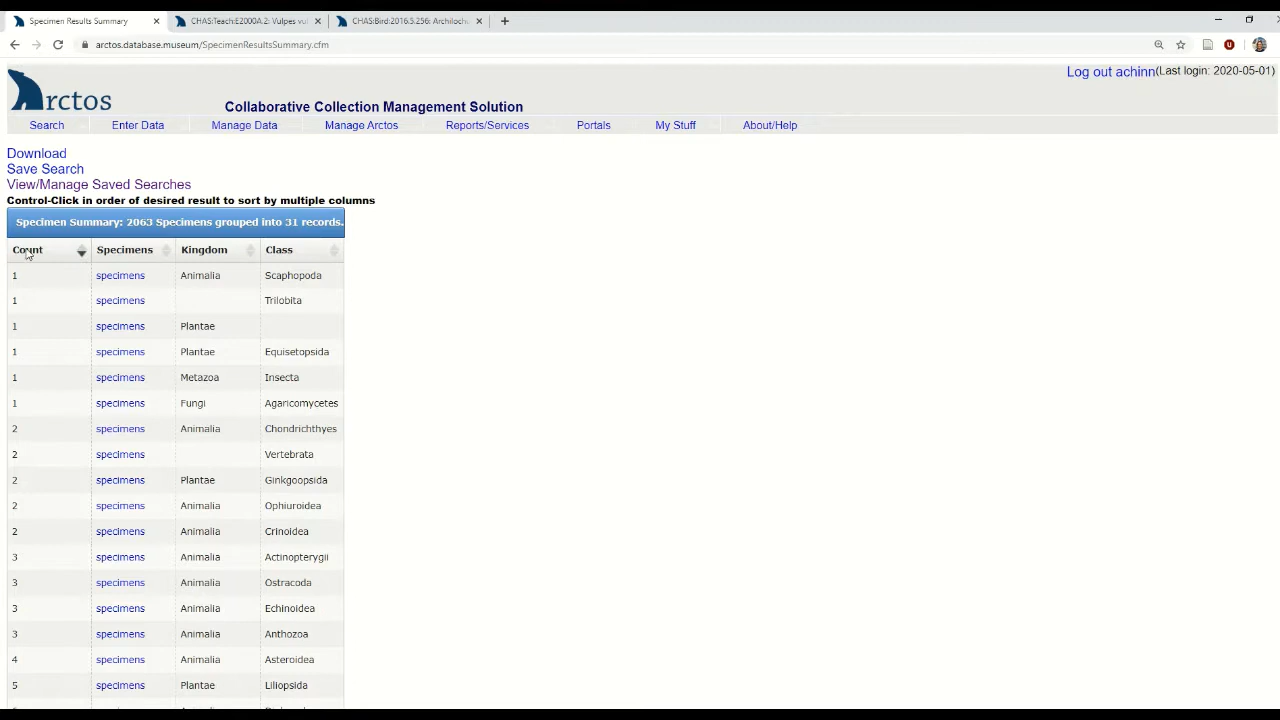 Specimen Results Summary
CHAS:Teach:E2000A.2: Vulpes vul
CHAS:Bird:2016.5.256: Archiloch
arctos.database.museum/SpecimenResultsSummary.cfm
Log out achinn(Last login: 2020-05-01)
Arctos
Collaborative Collection Management Solution
Search Enter Data Manage Data Manage Arctos Reports/Services Portals My Stuff About/Help
Download
Save Search
View/Manage Saved Searches
Control-Click in order of desired result to sort by multiple columns
Specimen Summary: 2063 Specimens grouped into 31 records.
Count Specimens Kingdom Class
1 specimens Animalia Scaphopoda
1 specimens Trilobita
1 specimens Plantae
1 specimens Plantae Equisetopsida
1 specimens Metazoa Insecta
1 specimens Fungi Agaricomycetes
2 specimens Animalia Chondrichthyes
2 specimens Vertebrata
2 specimens Plantae Ginkgoopsida
2 specimens Animalia Ophiuroidea
2 specimens Animalia Crinoidea
3 specimens Animalia Actinopterygii
3 specimens Animalia Ostracoda
3 specimens Animalia Echinoidea
3 specimens Animalia Anthozoa
4 specimens Animalia Asteroidea
5 specimens Plantae Liliopsida